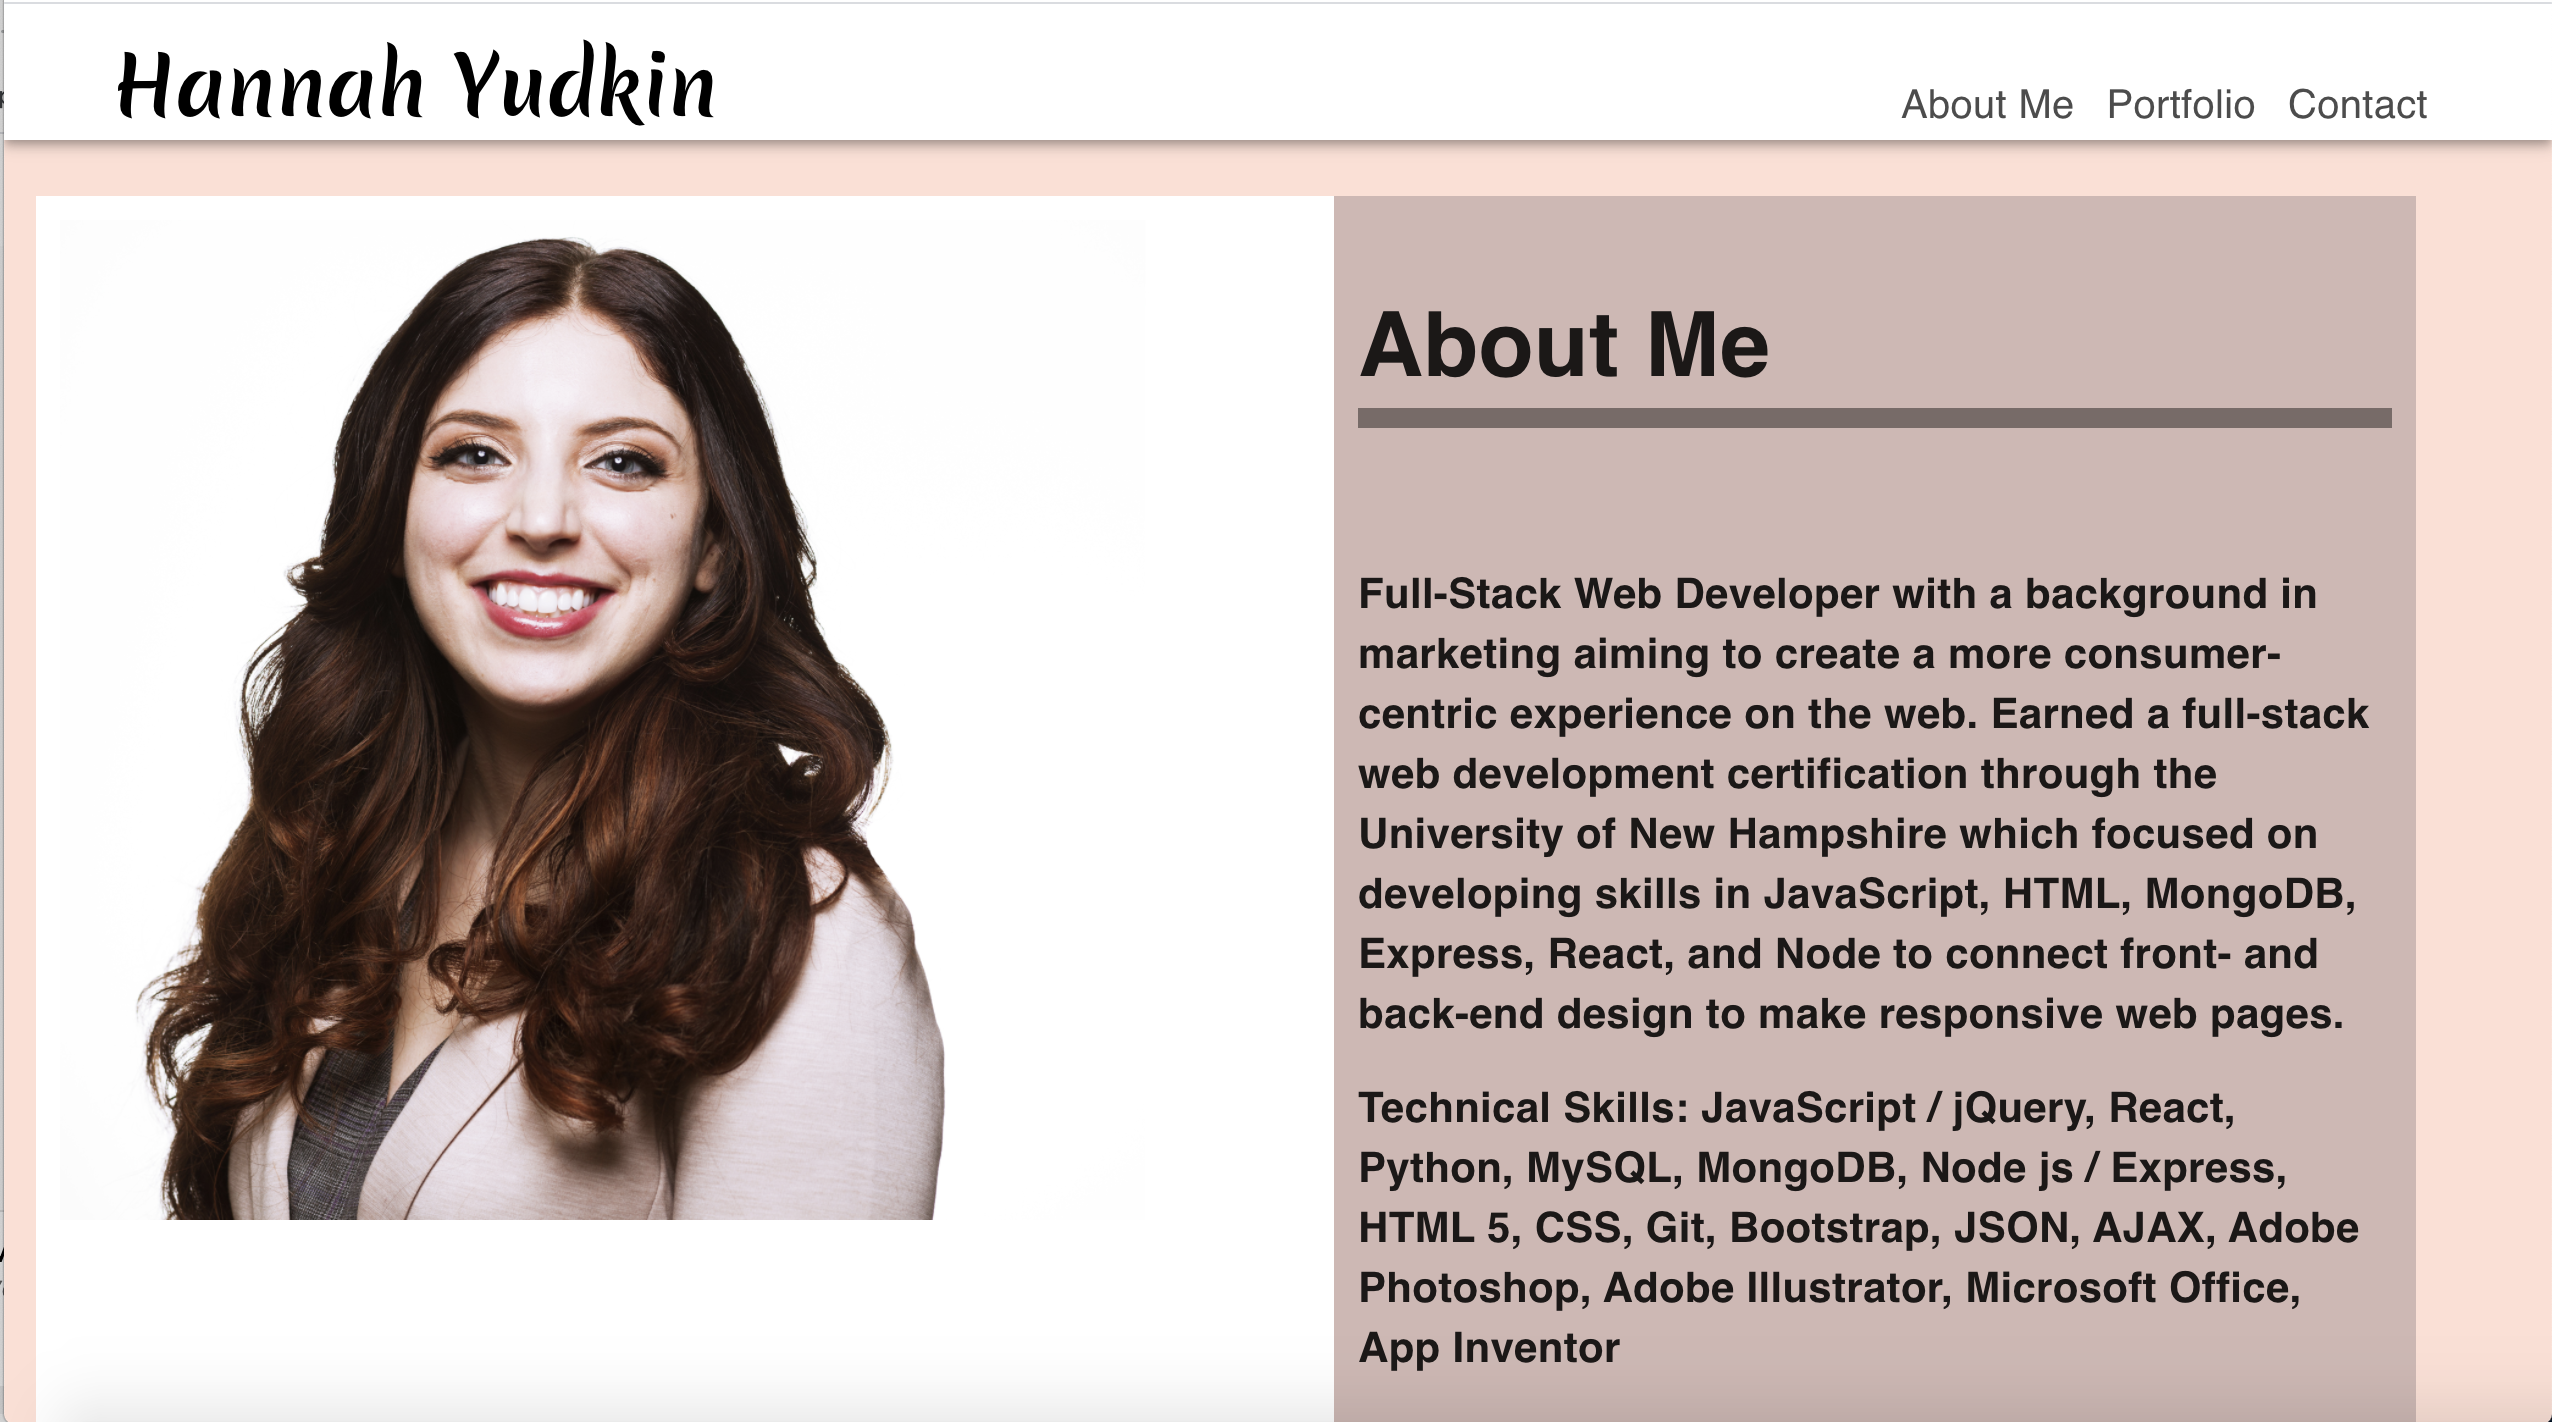 Hannah Yudkin
About Me Portfolio Contact
About Me
Full-Stack Web Developer with a background in
marketing aiming to create a more consumer-
centric experience on the web. Earned a full-stack
web development certification through the
University of New Hampshire which focused on
developing skills in JavaScript, HTML, MongoDB,
Express, React, and Node to connect front- and
back-end design to make responsive web pages.
Technical Skills: JavaScript / jQuery, React,
Python, MySQL, MongoDB, Node js / Express,
HTML 5, CSS, Git, Bootstrap, JSON, AJAX, Adobe
Photoshop, Adobe Illustrator, Microsoft Office,
App Inventor